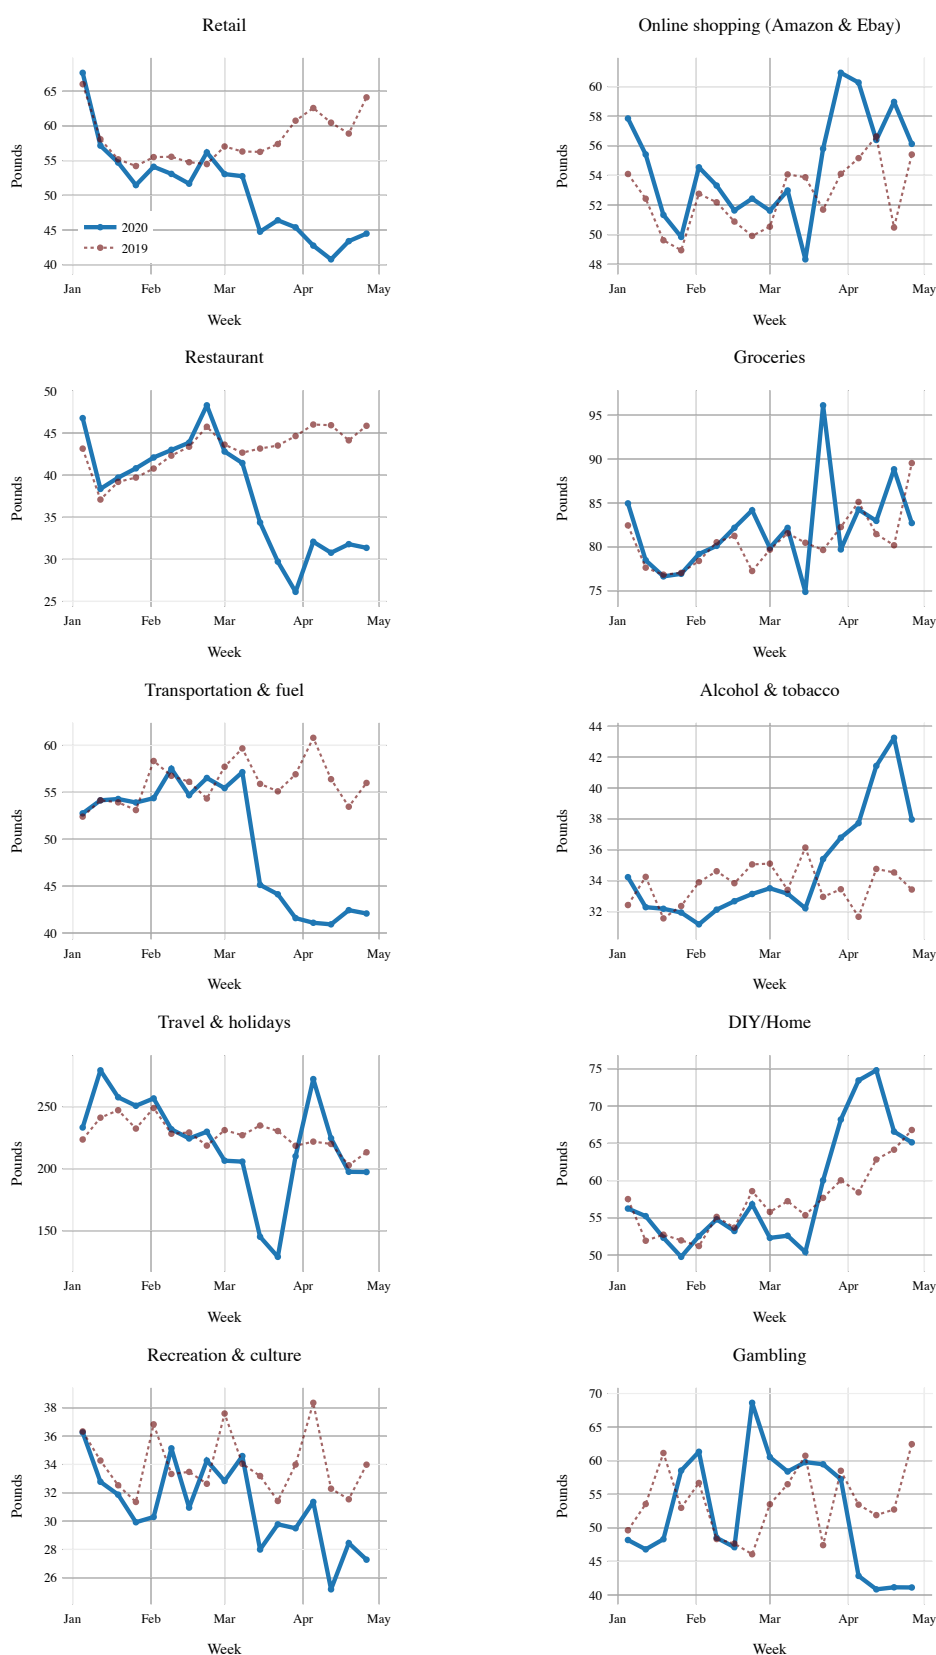 Retail
Pounds
65
60
55
50
45
40
2020
2019
Jan Feb Mar Apr May
Week
Online shopping (Amazon & Ebay)
Pounds
60
58
56
54
52
50
48
Jan Feb Mar Apr May
Week
Restaurant
Pounds
50
45
40
35
30
25
Jan Feb Mar Apr May
Week
Groceries
Pounds
95
90
85
80
75
Jan Feb Mar Apr May
Week
Transportation & fuel
Pounds
60
55
50
45
40
Jan Feb Mar Apr May
Week
Alcohol & tobacco
Pounds
44
42
40
38
36
34
32
Jan Feb Mar Apr May
Week
Travel & holidays
Pounds
250
200
150
Jan Feb Mar Apr May
Week
DIY/Home
Pounds
75
70
65
60
55
50
Jan Feb Mar Apr May
Week
Recreation & culture
Pounds
38
36
34
32
30
28
26
Jan Feb Mar Apr May
Week
Gambling
Pounds
70
65
60
55
50
45
40
Jan Feb Mar Apr May
Week